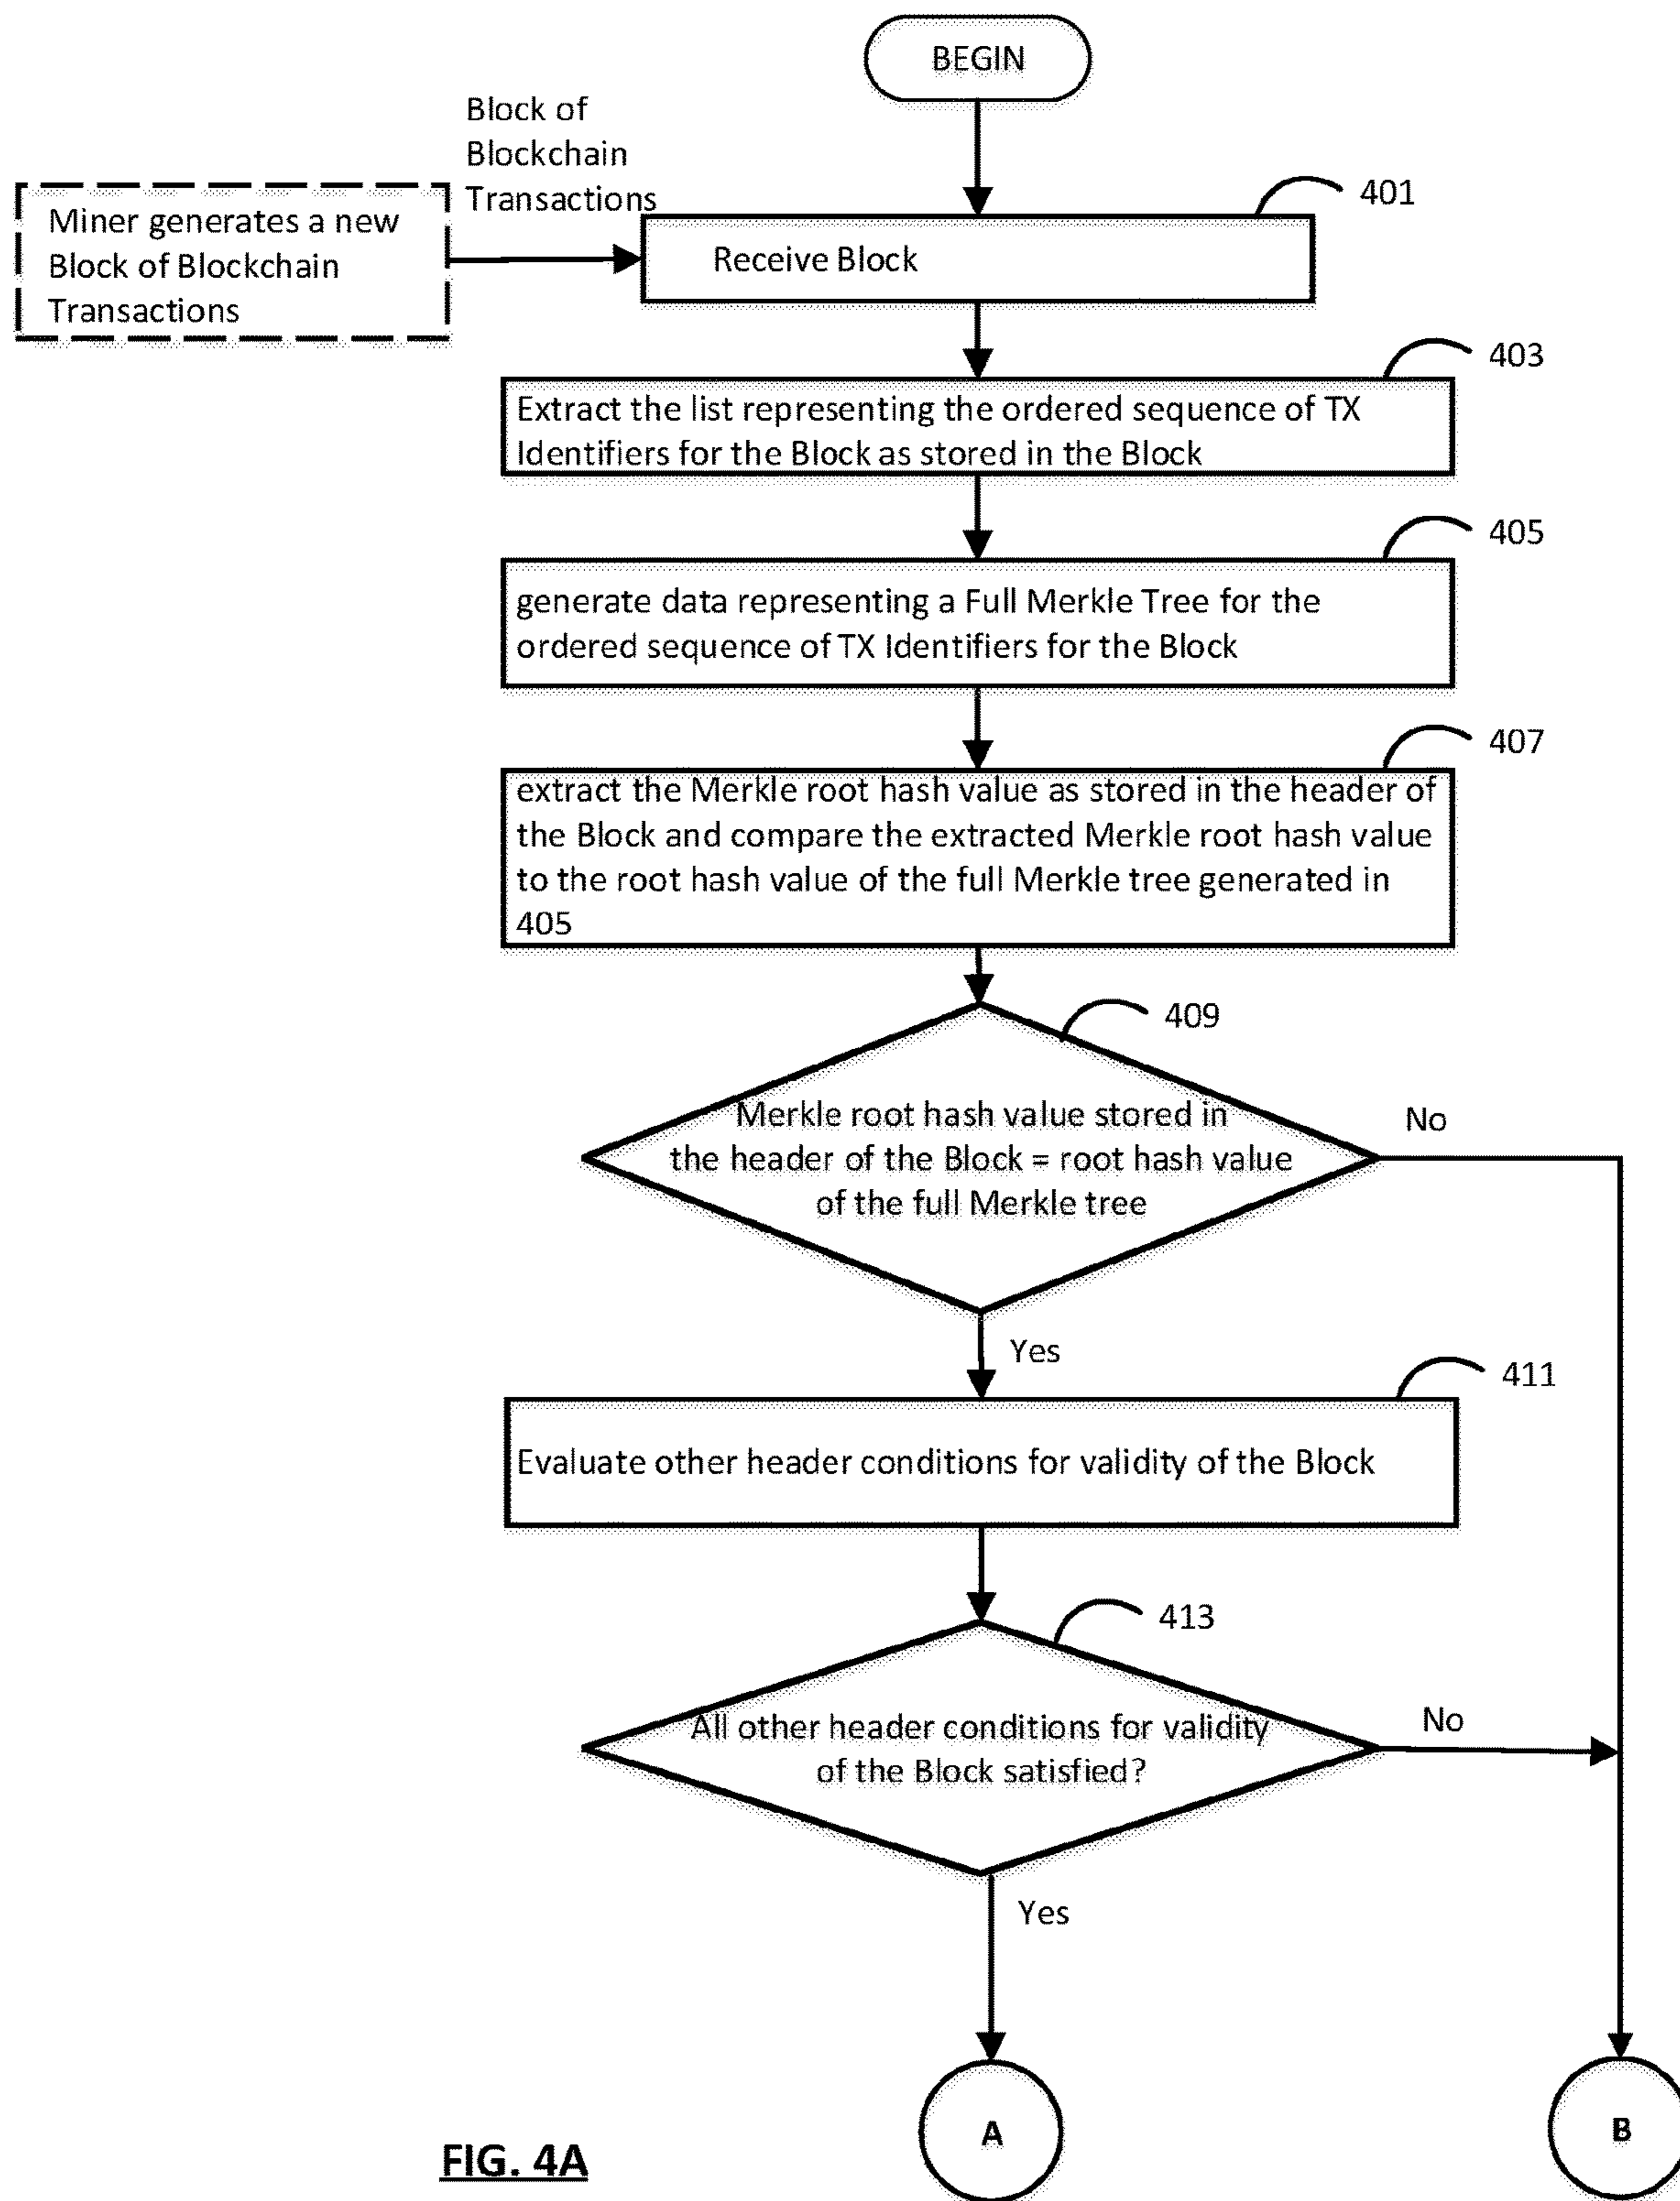 BEGIN
Block of
Blockchain
Transactions
Miner generates a new
Block of Blockchain
Transactions
401
Receive Block
403
Extract the list representing the ordered sequence of TX
Identifiers for the Block as stored in the Block
405
generate data representing a Full Merkle Tree for the
ordered sequence of TX Identifiers for the Block
407
extract the Merkle root hash value as stored in the header of
the Block and compare the extracted Merkle root hash value
to the root hash value of the full Merkle tree generated in
405
409
Merkle root hash value stored in
the header of the Block = root hash value
of the full Merkle tree
No
Yes
411
Evaluate other header conditions for validity of the Block
413
All other header conditions for validity
of the Block satisfied?
No
Yes
A
B
FIG. 4A